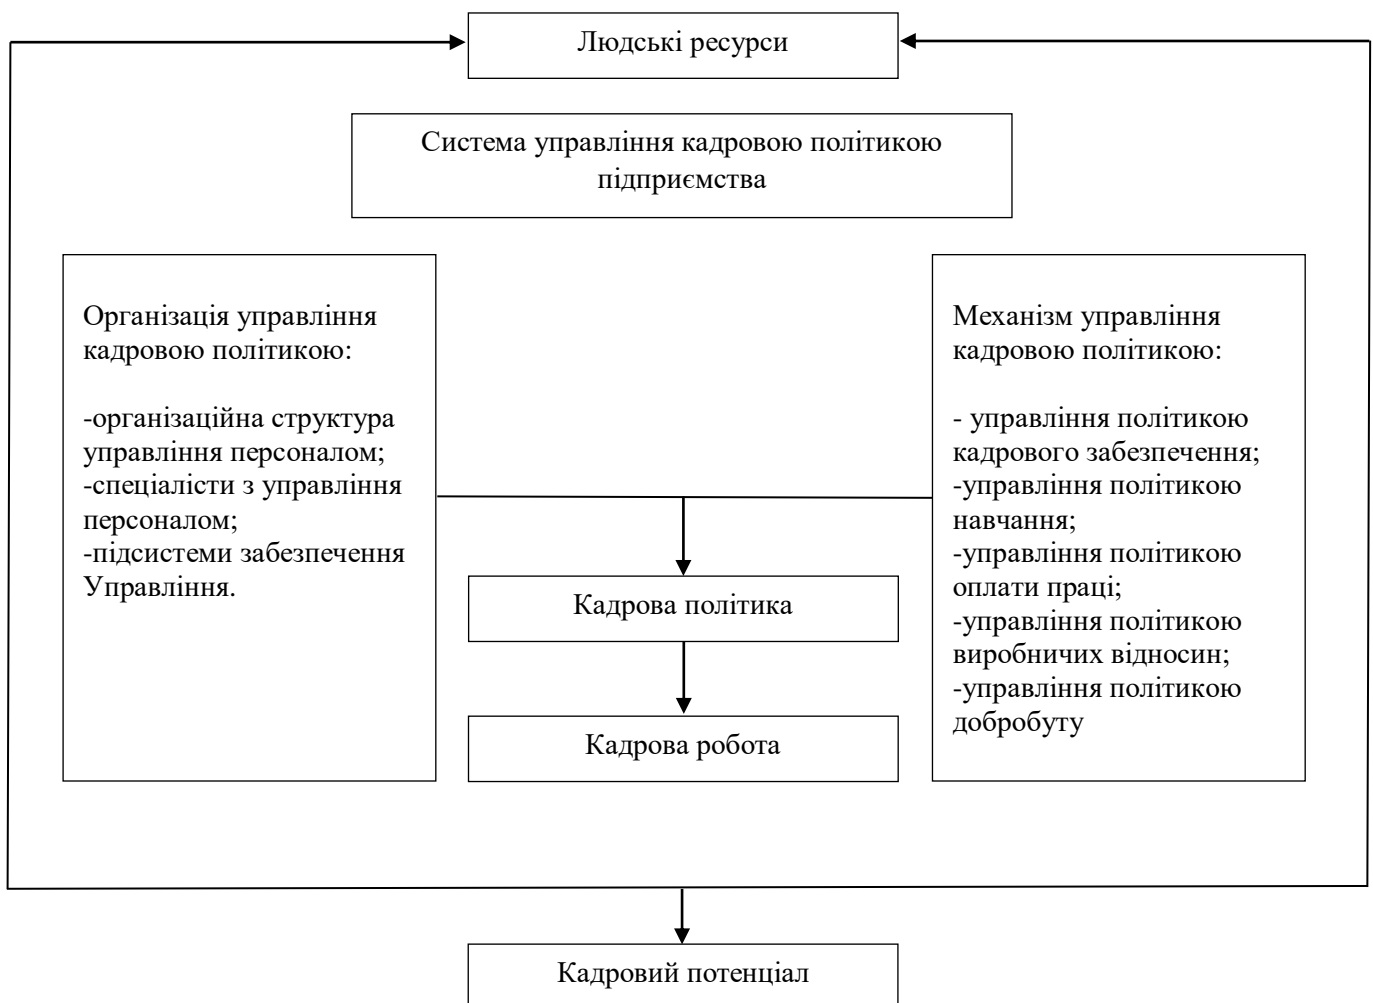 Людські ресурси
Система управління кадровою політикою
підприємства
Організація управління
кадровою політикою:
-організаційна структура
управління персоналом;
-спеціалісти з управління
персоналом;
-підсистеми забезпечення
Управління.
Механізм управління
кадровою політикою:
- управління політикою
кадрового забезпечення;
-управління політикою
навчання;
-управління політикою
оплати праці;
-управління політикою
виробничих відносин;
-управління політикою
добробуту
Кадрова політика
Кадрова робота
Кадровий потенціал